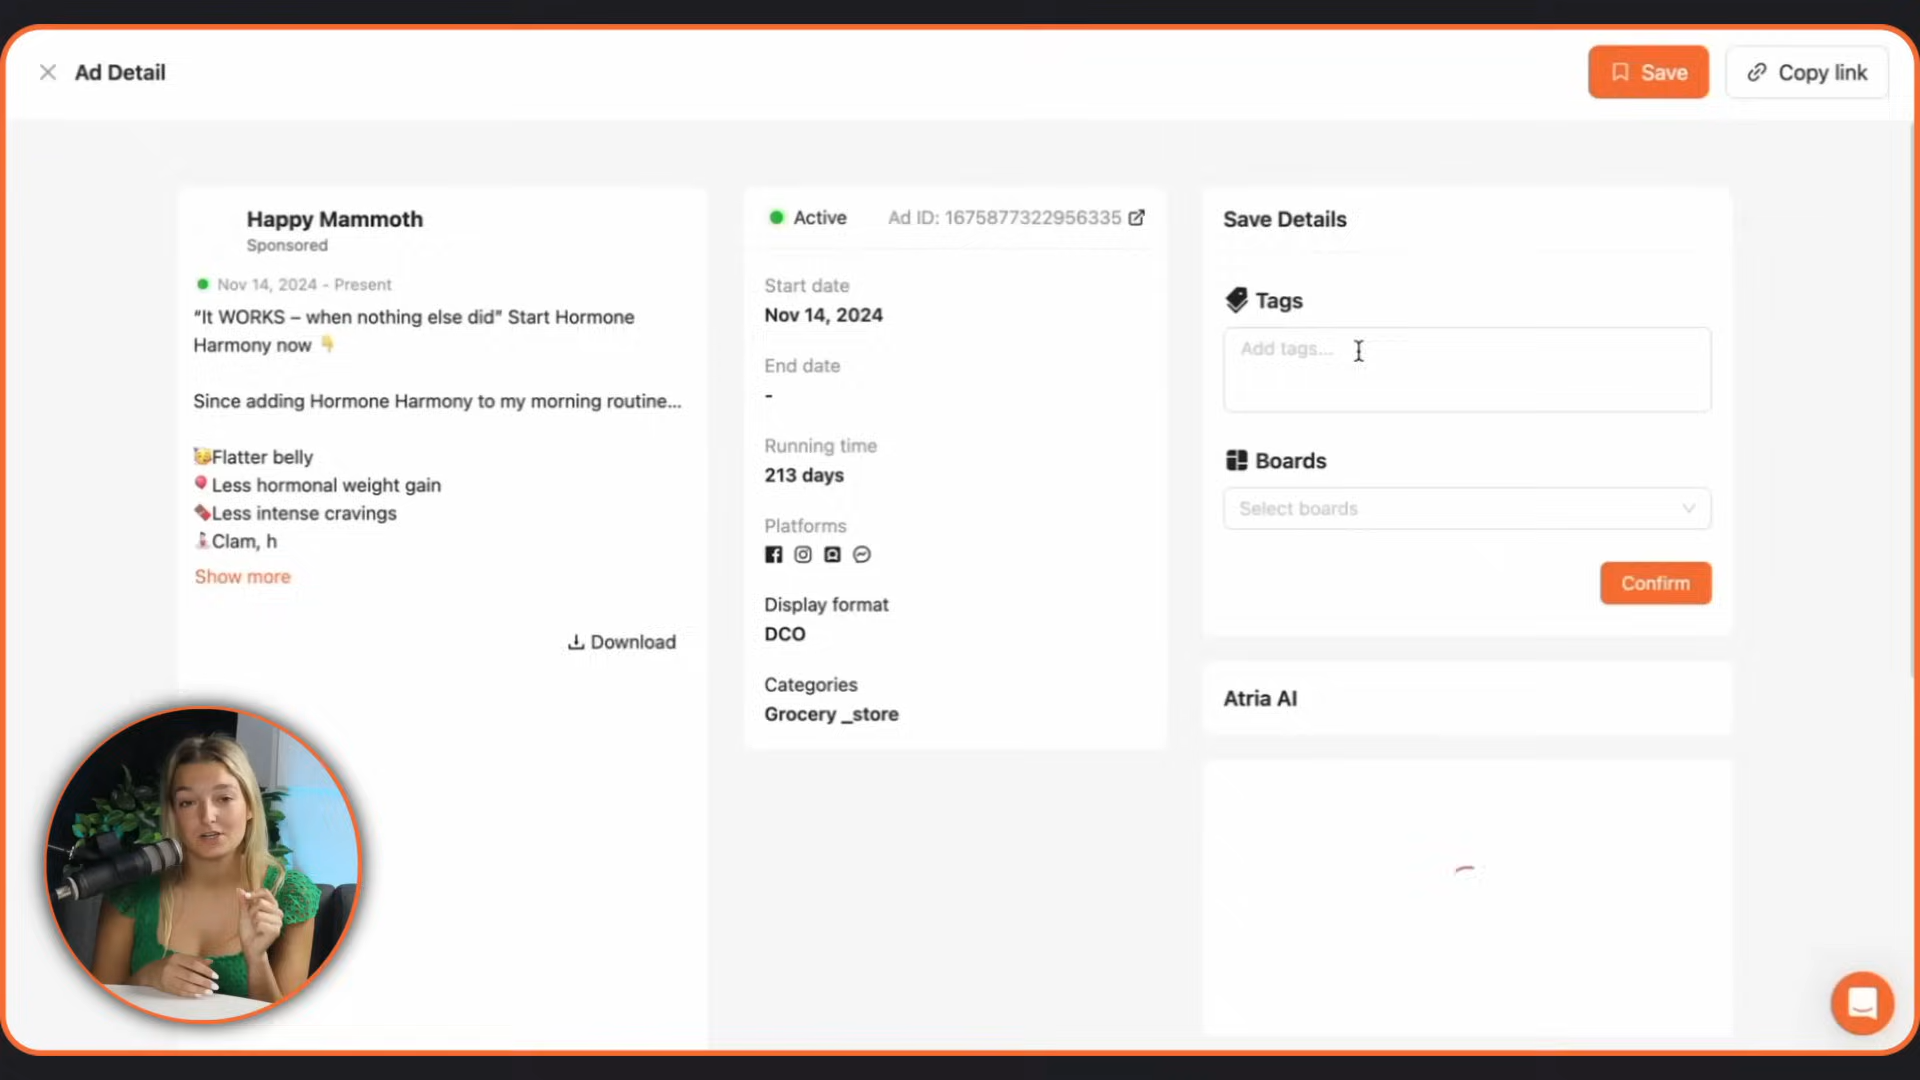 Ad Detail
Save
Copy link
Happy Mammoth
Sponsored
Nov 14, 2024 - Present
“It WORKS – when nothing else did" Start Hormone
Harmony now 👇
Since adding Hormone Harmony to my morning routine...
🥳Flatter belly
🎈Less hormonal weight gain
🍫Less intense cravings
🧘🏻‍♀️Clam, h
Show more
Download
Active
Ad ID: 1675877322956335
Start date
Nov 14, 2024
End date
-
Running time
213 days
Platforms
Display format
DCO
Categories
Grocery _store
Save Details
Tags
Add tags...
Boards
Select boards
Confirm
Atria AI